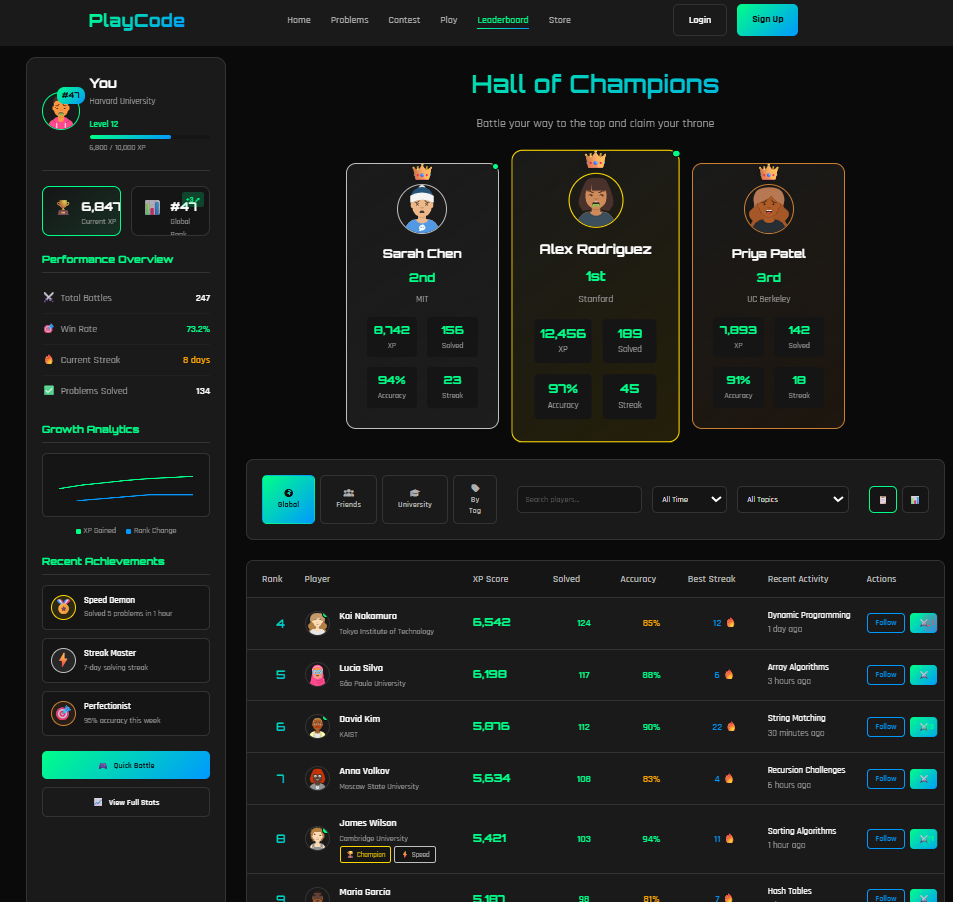 PlayCode
Home
Problems
Contest
Play
Leaderboard
Store
Login
Sign Up
#47
You
Harvard University
Level 12
6,800 / 10,000 XP
6,847
Current XP
#47
Global
Rank
Performance Overview
Total Battles 247
Win Rate 73.2%
Current Streak 8 days
Problems Solved 134
Growth Analytics
XP Gained
Rank Change
Recent Achievements
Speed Demon
Solved 5 problems in 1 hour
Streak Master
7-day solving streak
Perfectionist
95% accuracy this week
Quick Battle
View Full Stats
Hall of Champions
Battle your way to the top and claim your throne
Sarah Chen
2nd
MIT
8,742
XP
156
Solved
94%
Accuracy
23
Streak
Alex Rodriguez
1st
Stanford
12,456
XP
189
Solved
97%
Accuracy
45
Streak
Priya Patel
3rd
UC Berkeley
7,893
XP
142
Solved
91%
Accuracy
18
Streak
Global
Friends
University
By
Tag
Search players...
All Time
All Topics
Rank Player XP Score Solved Accuracy Best Streak Recent Activity Actions
4 Kai Nakamura 6,542 124 85% 12 Dynamic Programming Follow
Tokyo Institute of Technology 1 day ago
5 Lucia Silva 6,198 117 88% 6 Array Algorithms Follow
São Paulo University 3 hours ago
6 David Kim 5,876 112 90% 22 String Matching Follow
KAIST 30 minutes ago
7 Anna Volkov 5,634 108 83% 4 Recursion Challenges Follow
Moscow State University 6 hours ago
8 James Wilson 5,421 103 94% 11 Sorting Algorithms Follow
Cambridge University 1 hour ago
Champion Speed
9 Maria Garcia 5,187 98 81% 7 Hash Tables Follow